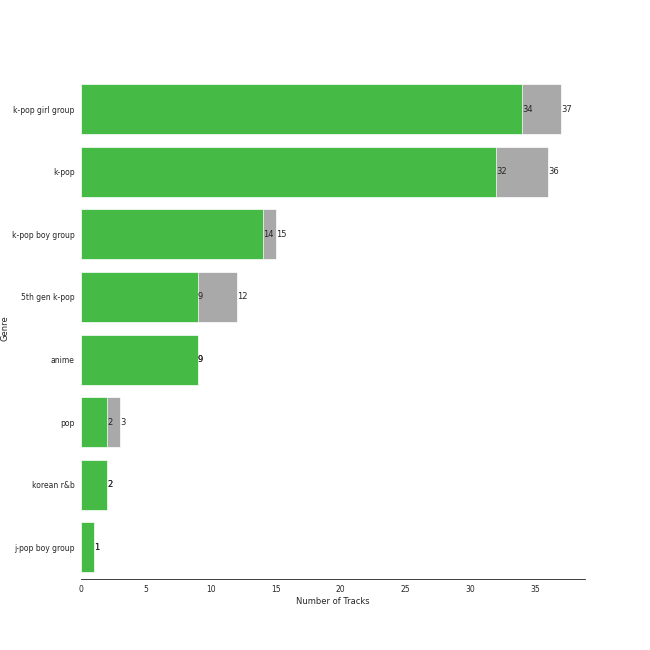 k-pop girl group 34 37
k-pop 32 36
k-pop boy group 14 15
5th gen k-pop 9 12
Genre
anime 9
pop 2 3
korean r&b 2
j-pop boy group 1
0 5 10 15 20 25 30 35
Number of Tracks